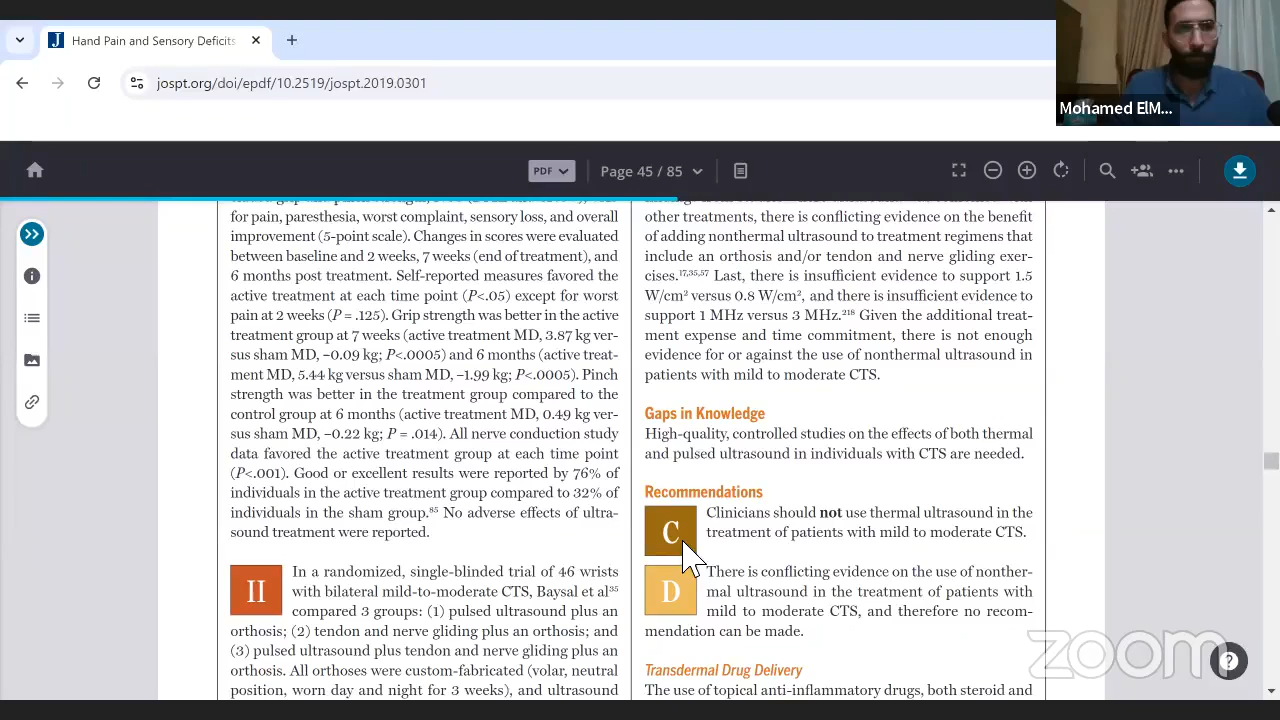 Hand Pain and Sensory Deficits
jospt.org/doi/epdf/10.2519/jospt.2019.0301
Mohamed ElM...
PDF
Page 45 / 85
for pain, paresthesia, worst complaint, sensory loss, and overall
improvement (5-point scale). Changes in scores were evaluated
between baseline and 2 weeks, 7 weeks (end of treatment), and
6 months post treatment. Self-reported measures favored the
active treatment at each time point (P<.05) except for worst
pain at 2 weeks (P = .125). Grip strength was better in the active
treatment group at 7 weeks (active treatment MD, 3.87 kg ver-
sus sham MD, −0.09 kg; P<.0005) and 6 months (active treat-
ment MD, 5.44 kg versus sham MD, −1.99 kg; P<.0005). Pinch
strength was better in the treatment group compared to the
control group at 6 months (active treatment MD, 0.49 kg ver-
sus sham MD, −0.22 kg; P = .014). All nerve conduction study
data favored the active treatment group at each time point
(P<.001). Good or excellent results were reported by 76% of
individuals in the active treatment group compared to 32% of
individuals in the sham group.85 No adverse effects of ultra-
sound treatment were reported.
II
In a randomized, single-blinded trial of 46 wrists
with bilateral mild-to-moderate CTS, Baysal et al35
compared 3 groups: (1) pulsed ultrasound plus an
orthosis; (2) tendon and nerve gliding plus an orthosis; and
(3) pulsed ultrasound plus tendon and nerve gliding plus an
orthosis. All orthoses were custom-fabricated (volar, neutral
position, worn day and night for 3 weeks), and ultrasound
other treatments, there is conflicting evidence on the benefit
of adding nonthermal ultrasound to treatment regimens that
include an orthosis and/or tendon and nerve gliding exer-
cises.17,35,57 Last, there is insufficient evidence to support 1.5
W/cm² versus 0.8 W/cm², and there is insufficient evidence to
support 1 MHz versus 3 MHz.218 Given the additional treat-
ment expense and time commitment, there is not enough
evidence for or against the use of nonthermal ultrasound in
patients with mild to moderate CTS.
Gaps in Knowledge
High-quality, controlled studies on the effects of both thermal
and pulsed ultrasound in individuals with CTS are needed.
Recommendations
C
Clinicians should not use thermal ultrasound in the
treatment of patients with mild to moderate CTS.
D
There is conflicting evidence on the use of nonther-
mal ultrasound in the treatment of patients with
mild to moderate CTS, and therefore no recom-
mendation can be made.
Transdermal Drug Delivery
The use of topical anti-inflammatory drugs, both steroid and
zoom